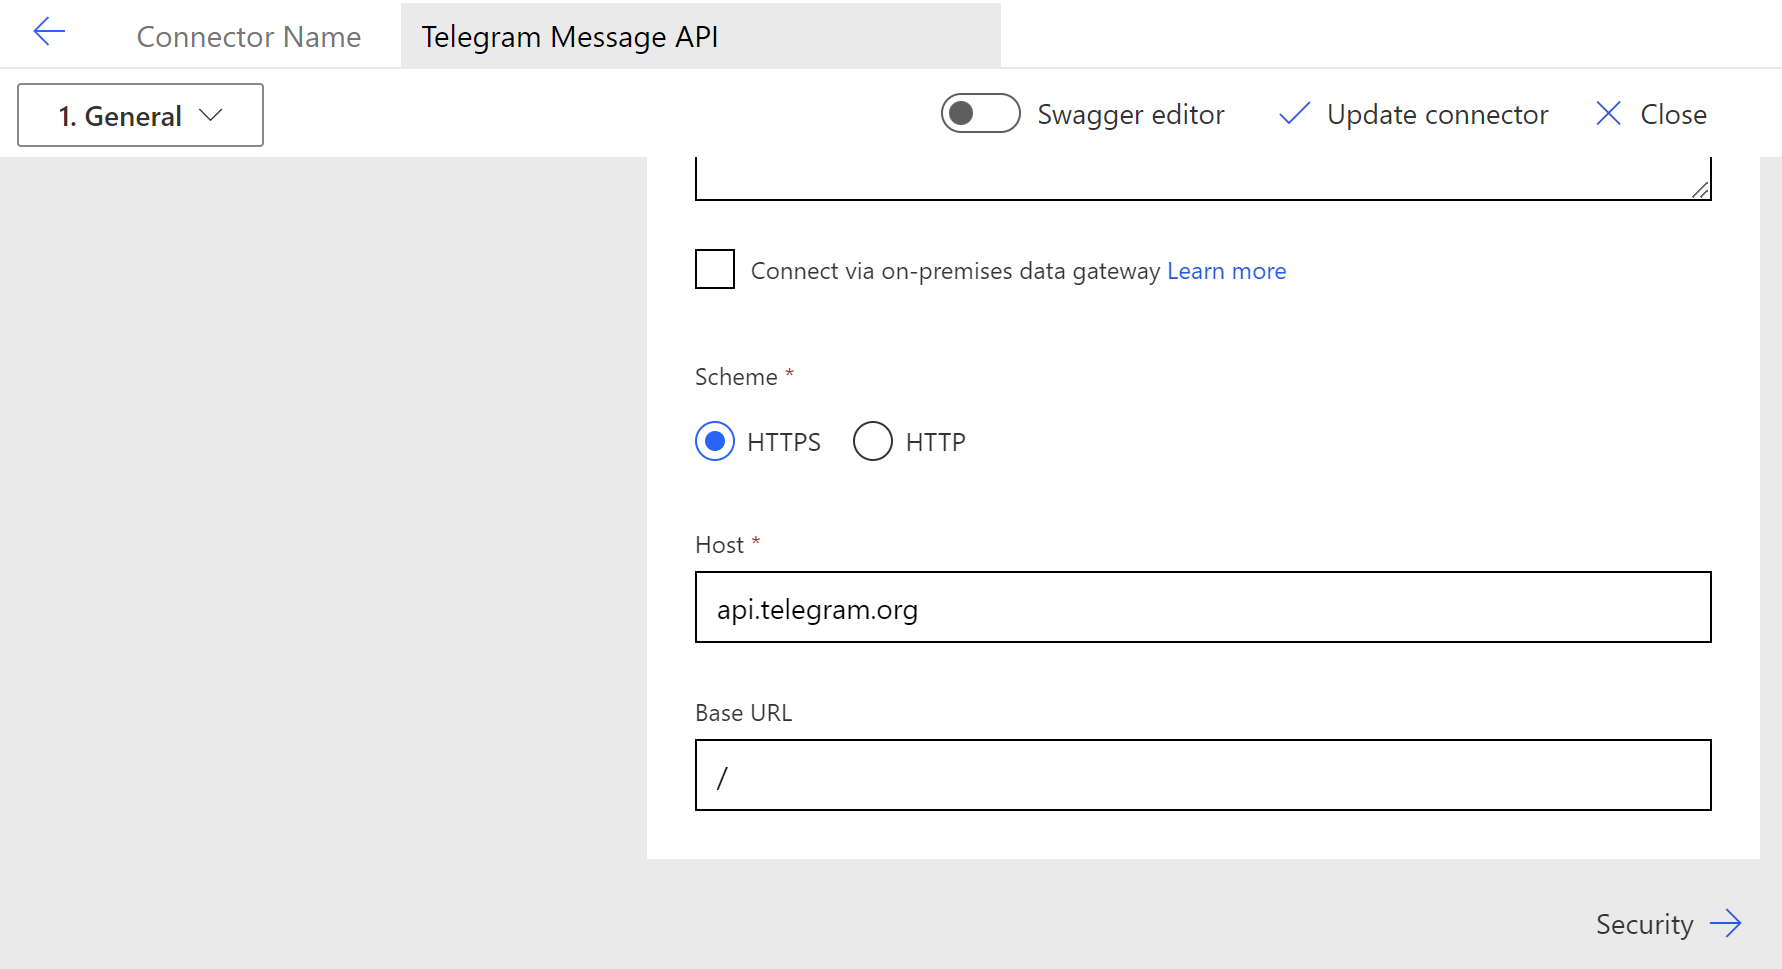 Connector Name Telegram Message API
1. General Swagger editor Update connector Close
Connect via on-premises data gateway Learn more
Scheme *
HTTPS HTTP
Host *
api.telegram.org
Base URL
/
Security